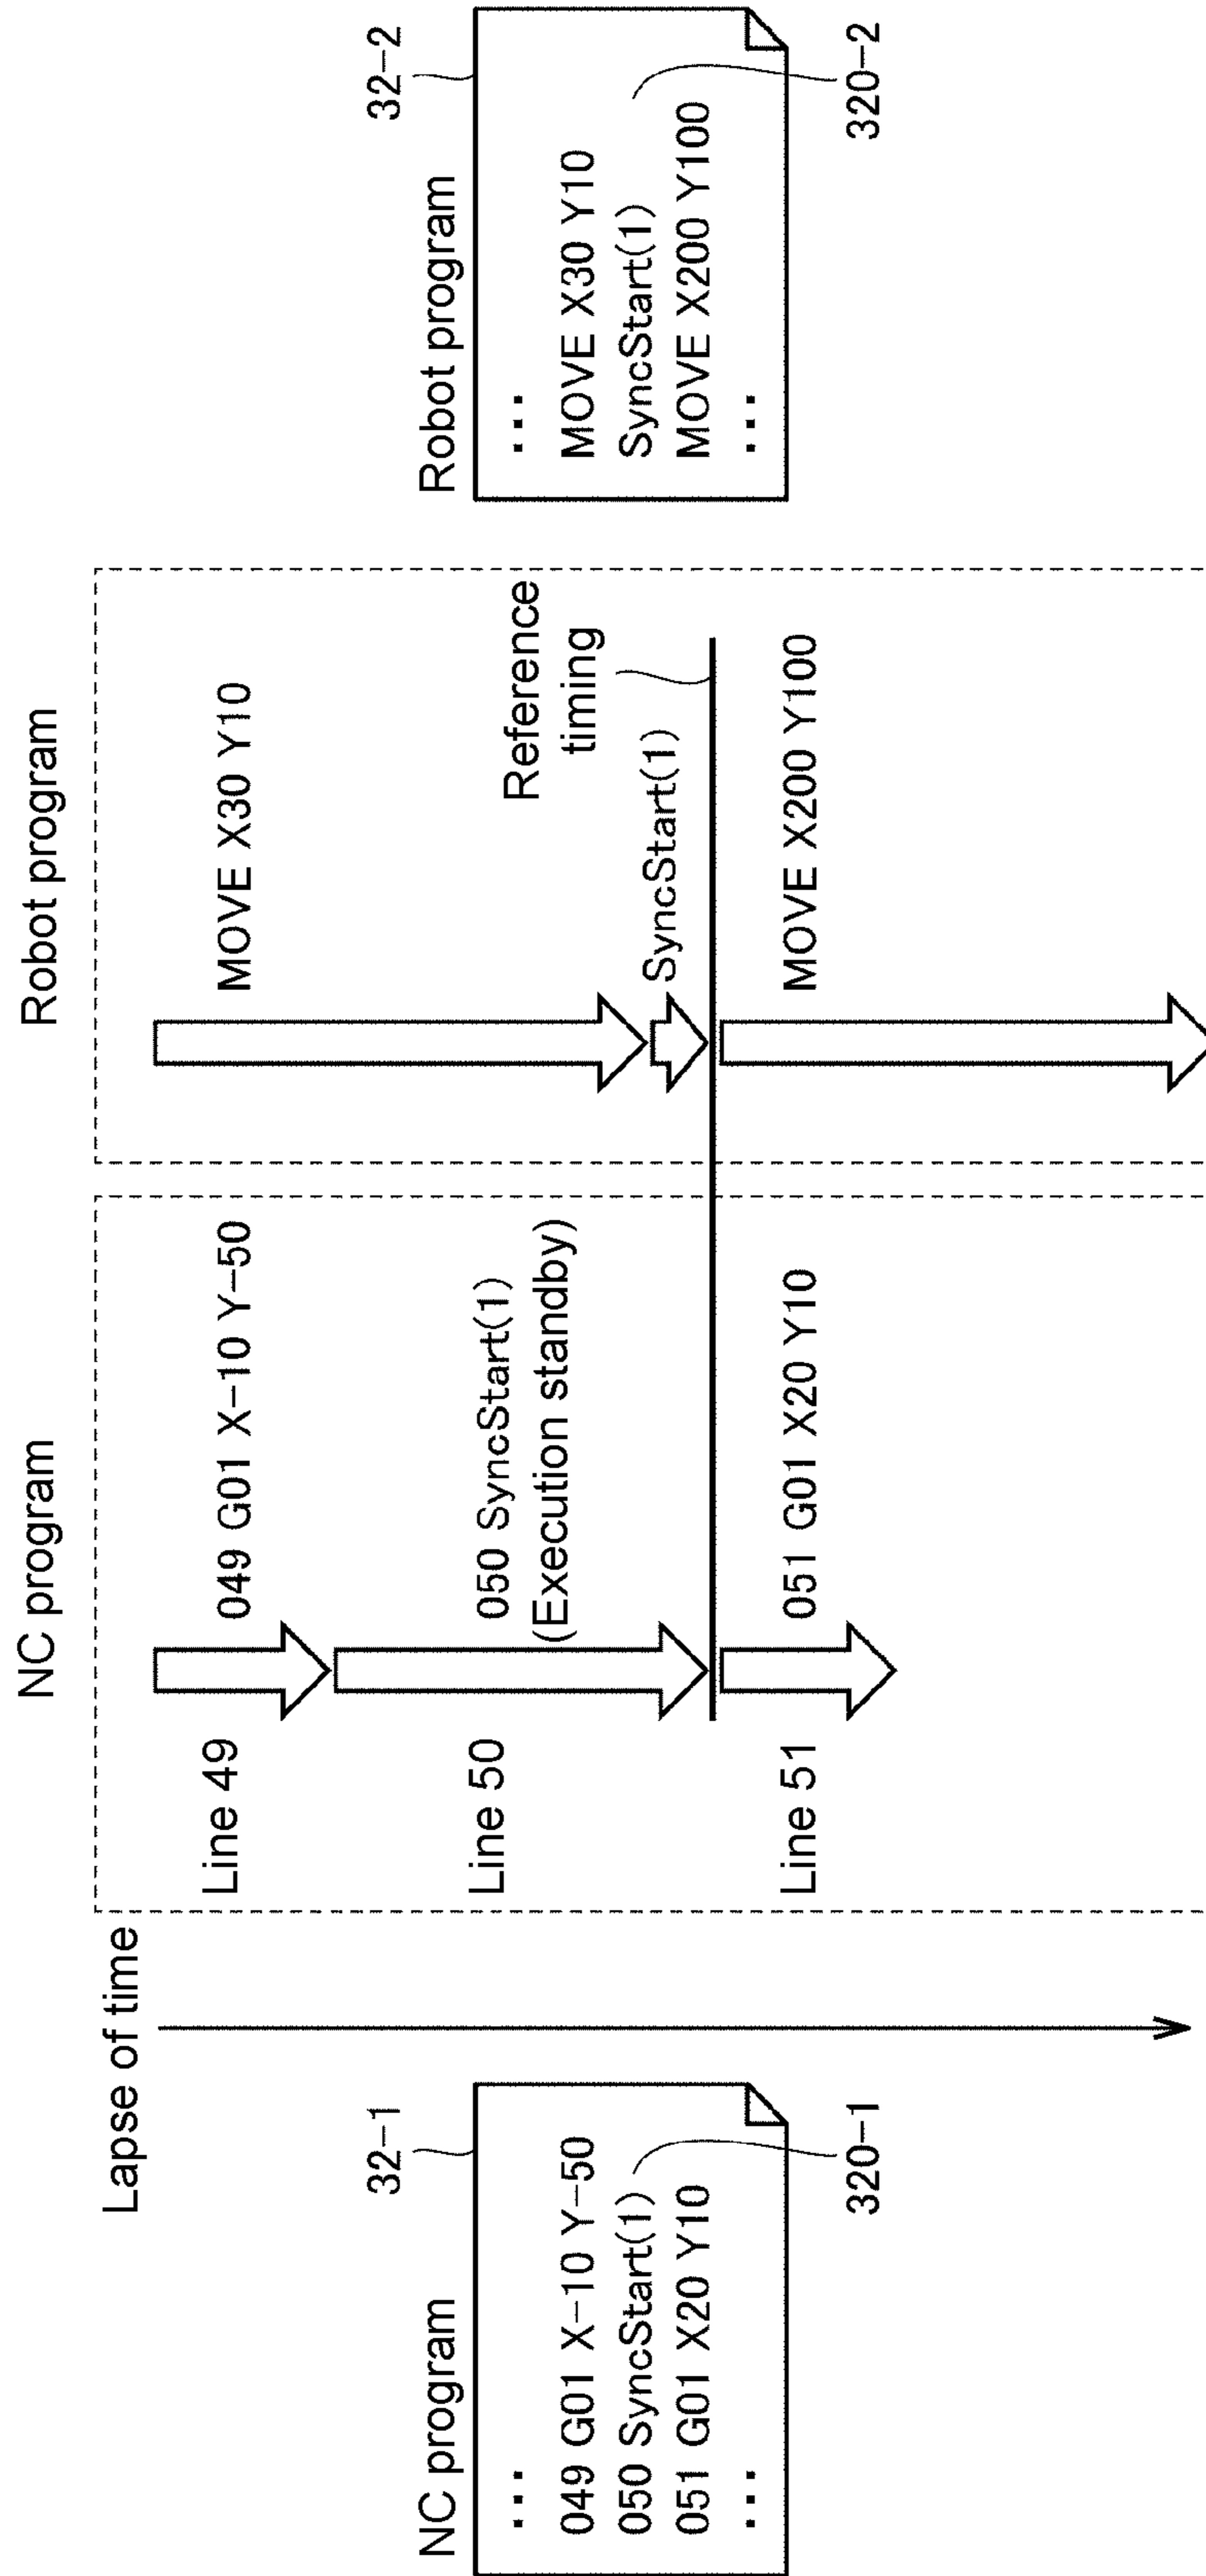 NC program
32-1
...
049 G01 X-10 Y-50
050 SyncStart(1)
051 G01 X20 Y10
...
320-1
Lapse of time
NC program
Line 49
049 G01 X-10 Y-50
Line 50
050 SyncStart(1)
(Execution standby)
Line 51
051 G01 X20 Y10
Robot program
MOVE X30 Y10
Reference
timing
SyncStart(1)
MOVE X200 Y100
Robot program
32-2
...
MOVE X30 Y10
SyncStart(1)
MOVE X200 Y100
...
320-2